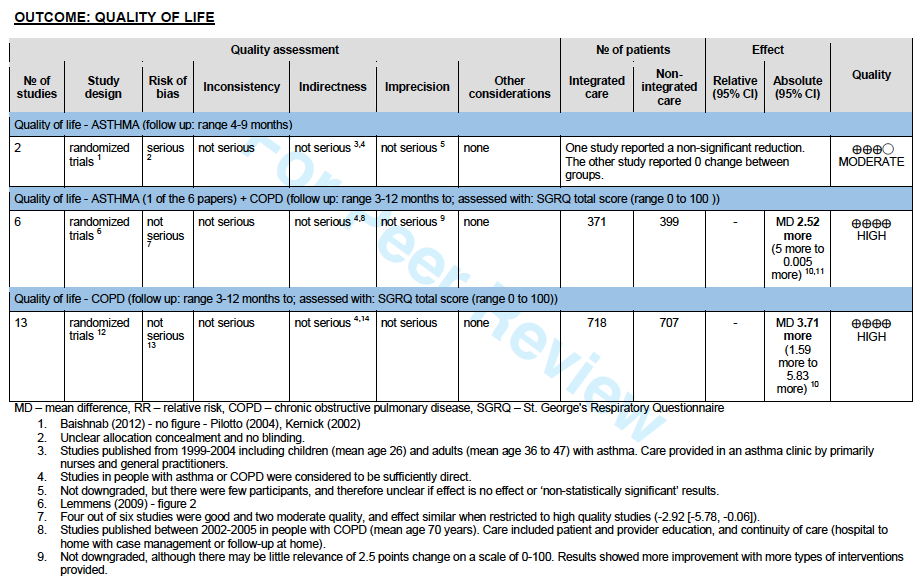 OUTCOME: QUALITY OF LIFE
Quality assessment
№ of patients
Effect
Quality
№ of studies
Study design
Risk of bias
Inconsistency
Indirectness
Imprecision
Other considerations
Integrated care
Non-integrated care
Relative (95% CI)
Absolute (95% CI)
Quality of life - ASTHMA (follow up: range 4-9 months)
2
randomized trials 1
serious 2
not serious
not serious 3,4
not serious 5
none
One study reported a non-significant reduction.
The other study reported 0 change between
groups.
⊕⊕⊕◯
MODERATE
Quality of life - ASTHMA (1 of the 6 papers) + COPD (follow up: range 3-12 months to; assessed with: SGRQ total score (range 0 to 100 ))
6
randomized trials 6
not serious 7
not serious
not serious 4,8
not serious 9
none
371
399
-
MD 2.52
more
(5 more to
0.005
more) 10,11
⊕⊕⊕⊕
HIGH
Quality of life - COPD (follow up: range 3-12 months to; assessed with: SGRQ total score (range 0 to 100))
13
randomized trials 12
not serious 13
not serious
not serious 4,14
not serious
none
718
707
-
MD 3.71
more
(1.59
more to
5.83
more) 10
⊕⊕⊕⊕
HIGH
MD – mean difference, RR – relative risk, COPD – chronic obstructive pulmonary disease, SGRQ – St. George's Respiratory Questionnaire
1. Baishnab (2012) - no figure - Pilotto (2004), Kernick (2002)
2. Unclear allocation concealment and no blinding.
3. Studies published from 1999-2004 including children (mean age 26) and adults (mean age 36 to 47) with asthma. Care provided in an asthma clinic by primarily
nurses and general practitioners.
4. Studies in people with asthma or COPD were considered to be sufficiently direct.
5. Not downgraded, but there were few participants, and therefore unclear if effect is no effect or ‘non-statistically significant’ results.
6. Lemmens (2009) - figure 2
7. Four out of six studies were good and two moderate quality, and effect similar when restricted to high quality studies (-2.92 [-5.78, -0.06]).
8. Studies published between 2002-2005 in people with COPD (mean age 70 years). Care included patient and provider education, and continuity of care (hospital to
home with case management or follow-up at home).
9. Not downgraded, although there may be little relevance of 2.5 points change on a scale of 0-100. Results showed more improvement with more types of interventions
provided.
For Peer Review